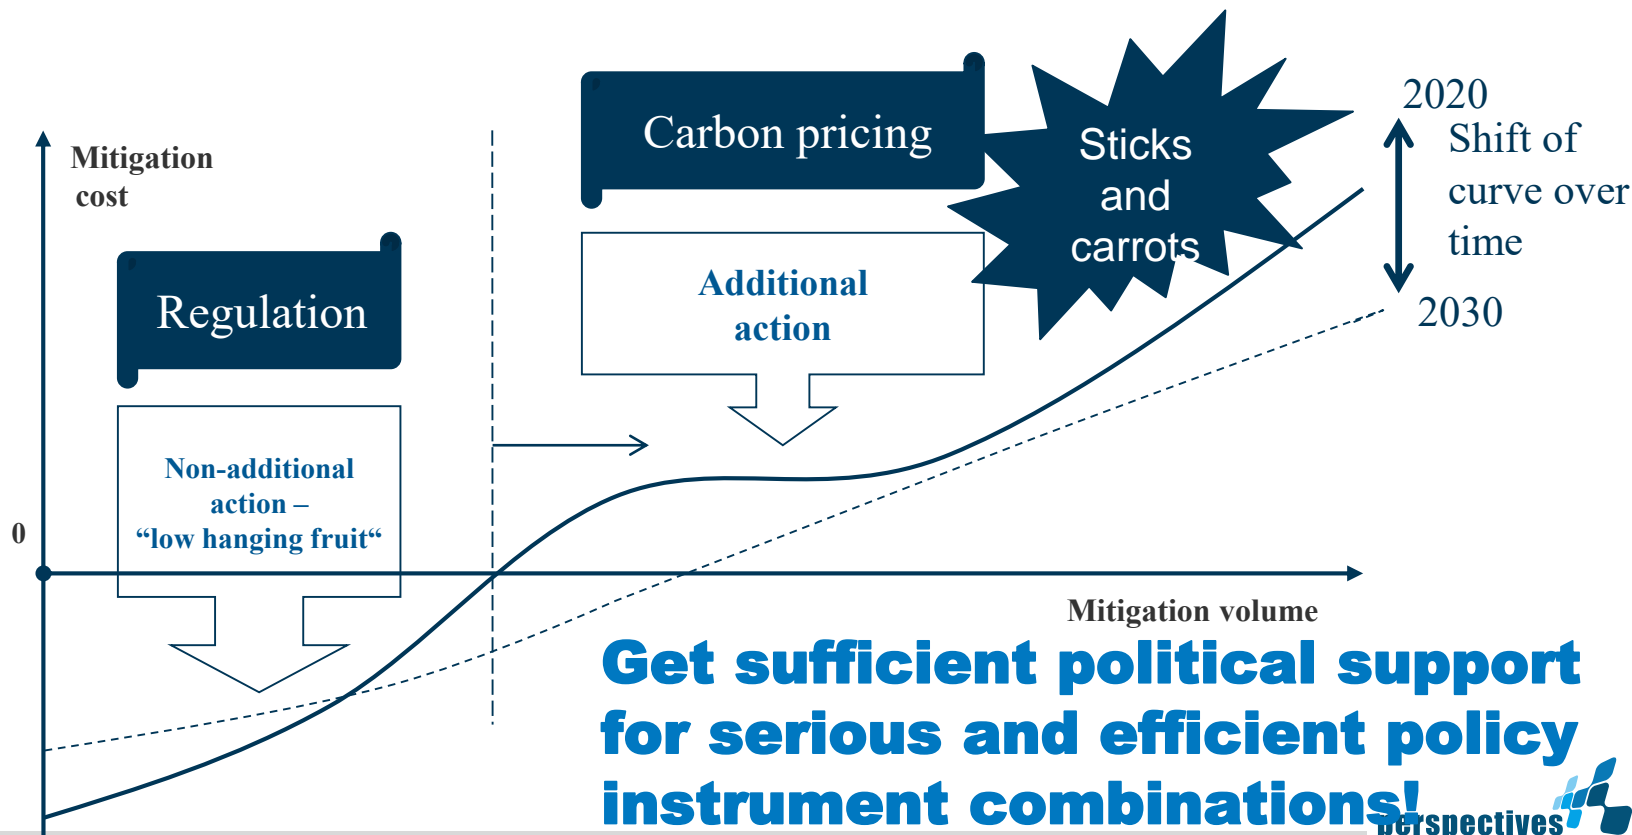 Mitigation
cost
Regulation
Non-additional
action –
“low hanging fruit“
0
Carbon pricing
Additional
action
Sticks
and
carrots
2020
Shift of
curve over
time
2030
Mitigation volume
Get sufficient political support
for serious and efficient policy
instrument combinations!
perspectives